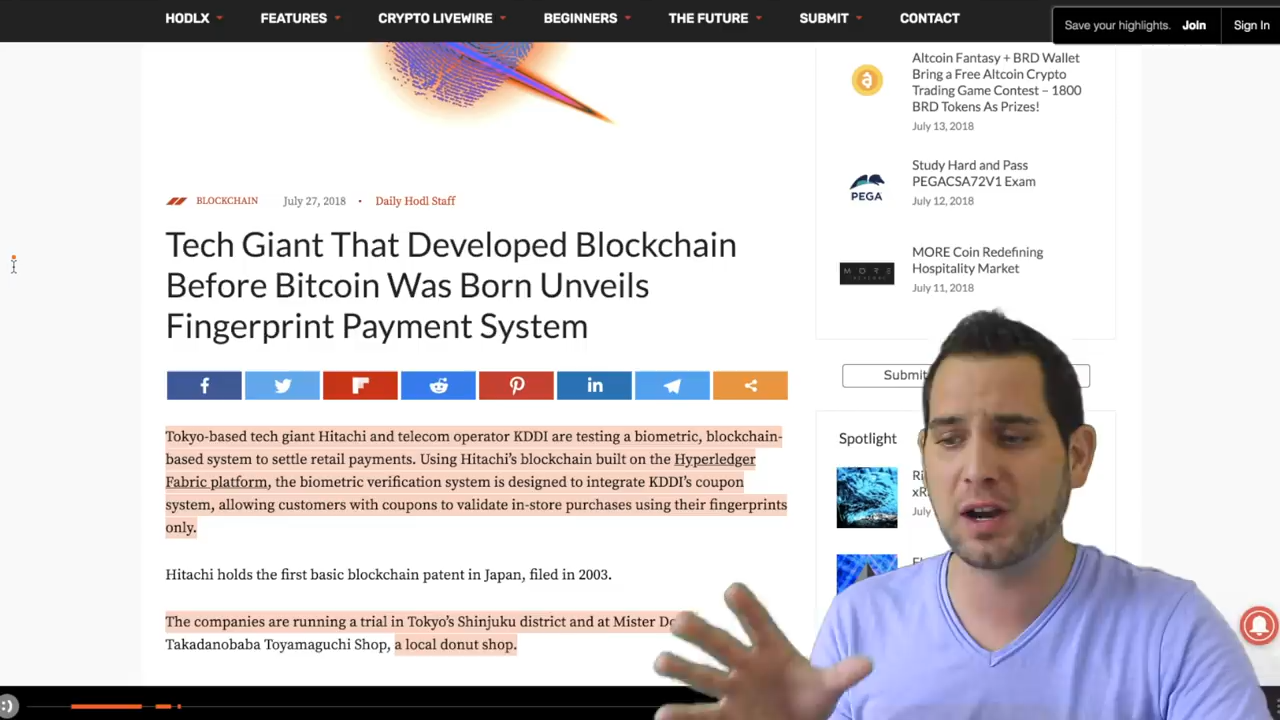 HODLX FEATURES CRYPTO LIVEWIRE BEGINNERS THE FUTURE SUBMIT CONTACT
Save your highlights. Join Sign In
Altcoin Fantasy + BRD Wallet
Bring a Free Altcoin Crypto
Trading Game Contest – 1800
BRD Tokens As Prizes!
July 13, 2018
Study Hard and Pass
PEGACSA72V1 Exam
July 12, 2018
PEGA
MORE Coin Redefining
Hospitality Market
July 11, 2018
MORE
BLOCKCHAIN July 27, 2018 • Daily Hodl Staff
Tech Giant That Developed Blockchain
Before Bitcoin Was Born Unveils
Fingerprint Payment System
Submit
Spotlight
Tokyo-based tech giant Hitachi and telecom operator KDDI are testing a biometric, blockchain-
based system to settle retail payments. Using Hitachi’s blockchain built on the Hyperledger
Fabric platform, the biometric verification system is designed to integrate KDDI’s coupon
system, allowing customers with coupons to validate in-store purchases using their fingerprints
only.
Hitachi holds the first basic blockchain patent in Japan, filed in 2003.
The companies are running a trial in Tokyo’s Shinjuku district and at Mister
Takadanobaba Toyamaguchi Shop, a local donut shop.